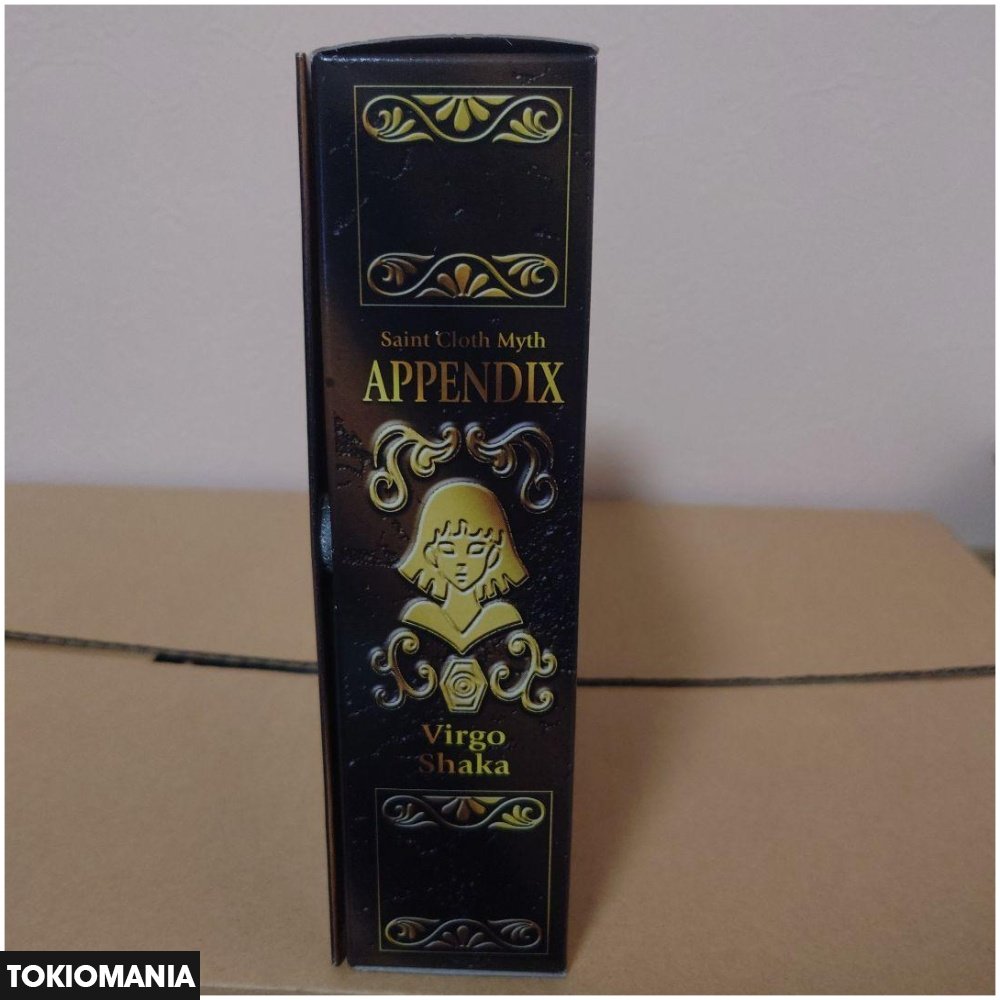 Saint Cloth Myth
APPENDIX
Virgo
Shaka
TOKIOMANIA